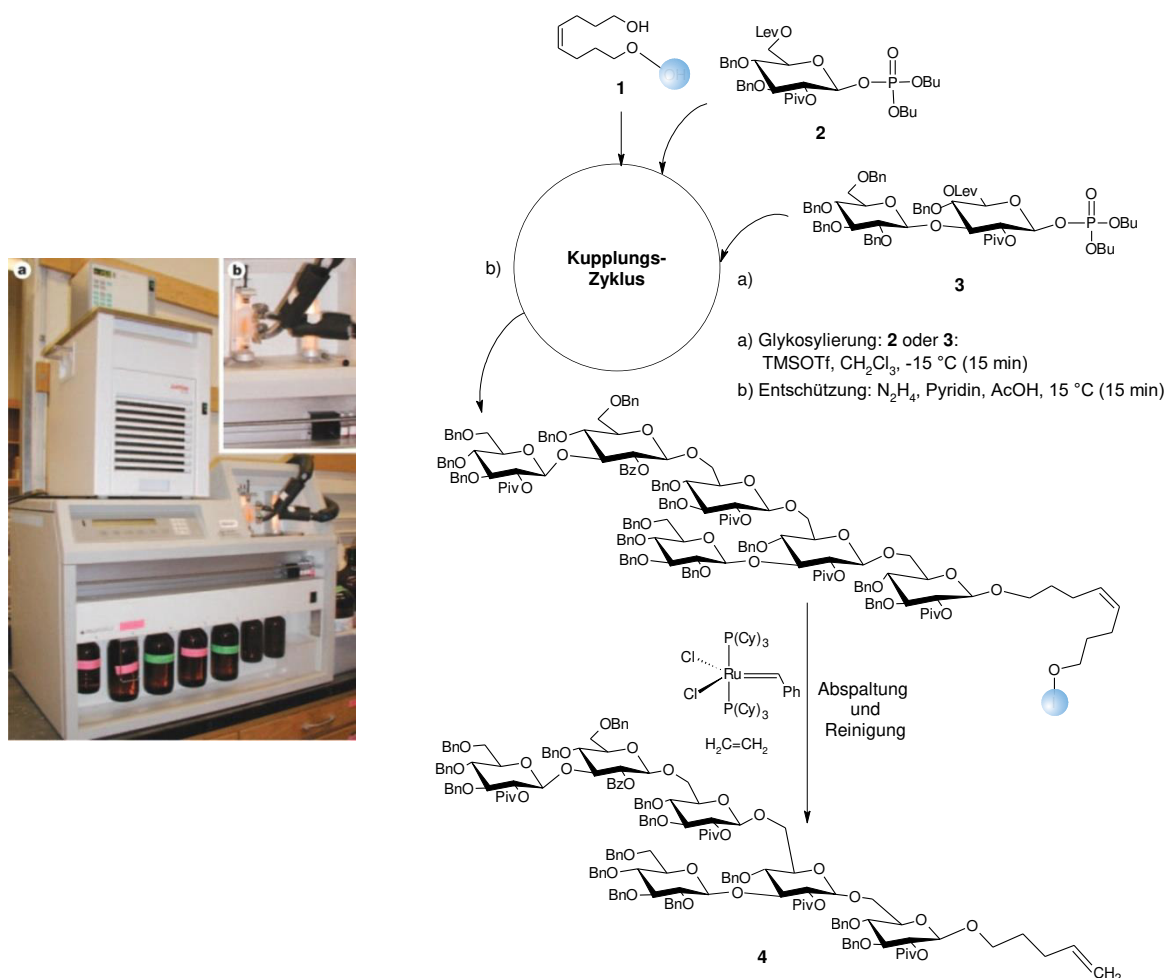 a
b
OH
O
OH
1
LevO
BnO
O
BnO
PivO
O
P
O
OBu
OBu
2
OBn
BnO
O
BnO
BnO
OLev
BnO
O
O
PivO
O
P
O
OBu
OBu
3
Kupplungs-
Zyklus
b)
a)
a) Glykosylierung: 2 oder 3:
TMSOTf, CH2Cl3, -15 °C (15 min)
b) Entschützung: N2H4, Pyridin, AcOH, 15 °C (15 min)
OBn
BnO
BnO
O
O
BnO
O
O
BnO
BzO
PivO
BnO
O
BnO
O
PivO
BnO
BnO
O
BnO
O
O
BnO
BnO
O
PivO
BnO
O
O
BnO
PivO
O
P(Cy)3
Cl
Ru
Cl
Ph
P(Cy)3
H2C=CH2
Abspaltung
und
Reinigung
OBn
BnO
BnO
O
O
BnO
O
O
BnO
BzO
PivO
BnO
O
BnO
O
PivO
BnO
BnO
O
BnO
O
BnO
BnO
O
O
PivO
BnO
O
O
BnO
PivO
CH2
4